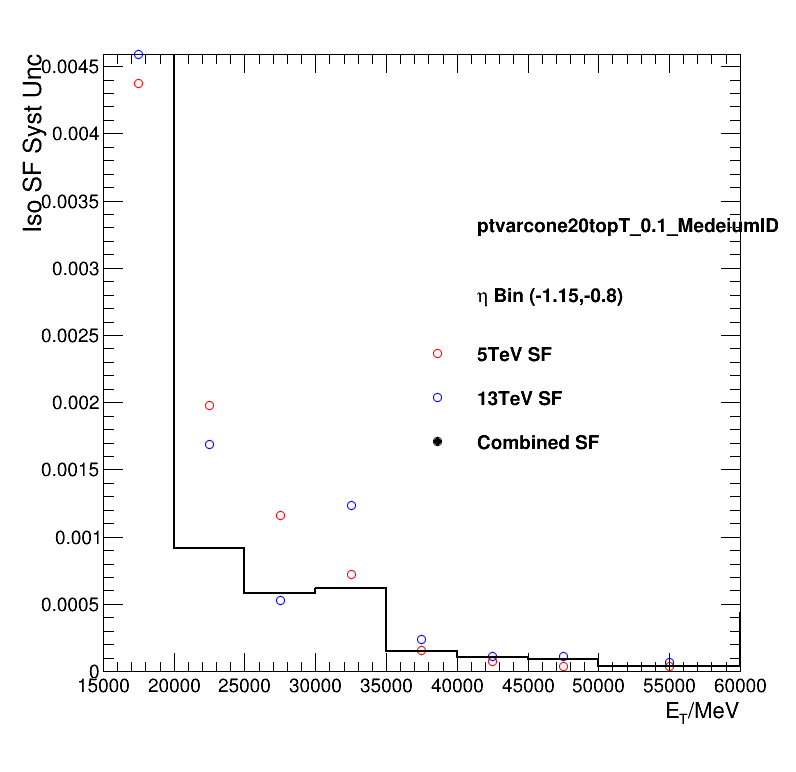 Iso SF Syst Unc
0.0045
0.004
0.0035
0.003
0.0025
0.002
0.0015
0.001
0.0005
0
ptvarcone20topT_0.1_MedeiumID
η Bin (-1.15,-0.8)
5TeV SF
13TeV SF
Combined SF
15000 20000 25000 30000 35000 40000 45000 50000 55000 60000
E_T/MeV